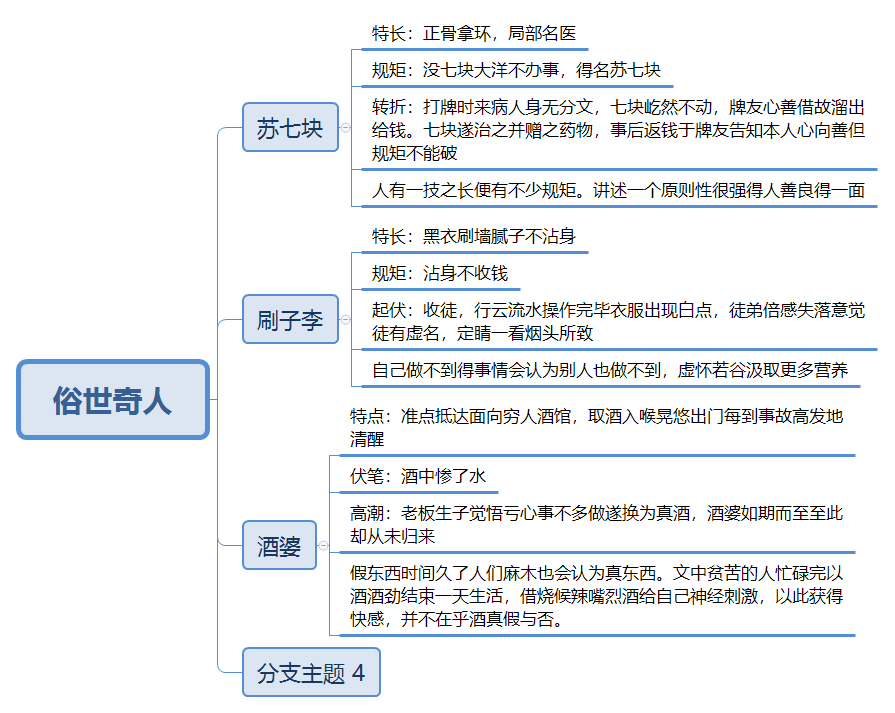 俗世奇人
苏七块
特长：正骨拿环，局部名医
规矩：没七块大洋不办事，得名苏七块
转折：打牌时来病人身无分文，七块屹然不动，牌友心善借故溜出
给钱。七块遂治之并赠之药物，事后返钱于牌友告知本人心向善但
规矩不能破
人有一技之长便有不少规矩。讲述一个原则性很强得人善良得一面
刷子李
特长：黑衣刷墙腻子不沾身
规矩：沾身不收钱
起伏：收徒，行云流水操作完毕衣服出现白点，徒弟倍感失落意觉
徒有虚名，定睛一看烟头所致
自己做不到得事情会认为别人也做不到，虚怀若谷汲取更多营养
酒婆
特点：准点抵达面向穷人酒馆，取酒入喉晃悠出门每到事故高发地
清醒
伏笔：酒中惨了水
高潮：老板生子觉悟亏心事不多做遂换为真酒，酒婆如期而至至此
却从未归来
假东西时间久了人们麻木也会认为真东西。文中贫苦的人忙碌完以
酒酒劲结束一天生活，借烧候辣嘴烈酒给自己神经刺激，以此获得
快感，并不在乎酒真假与否。
分支主题 4